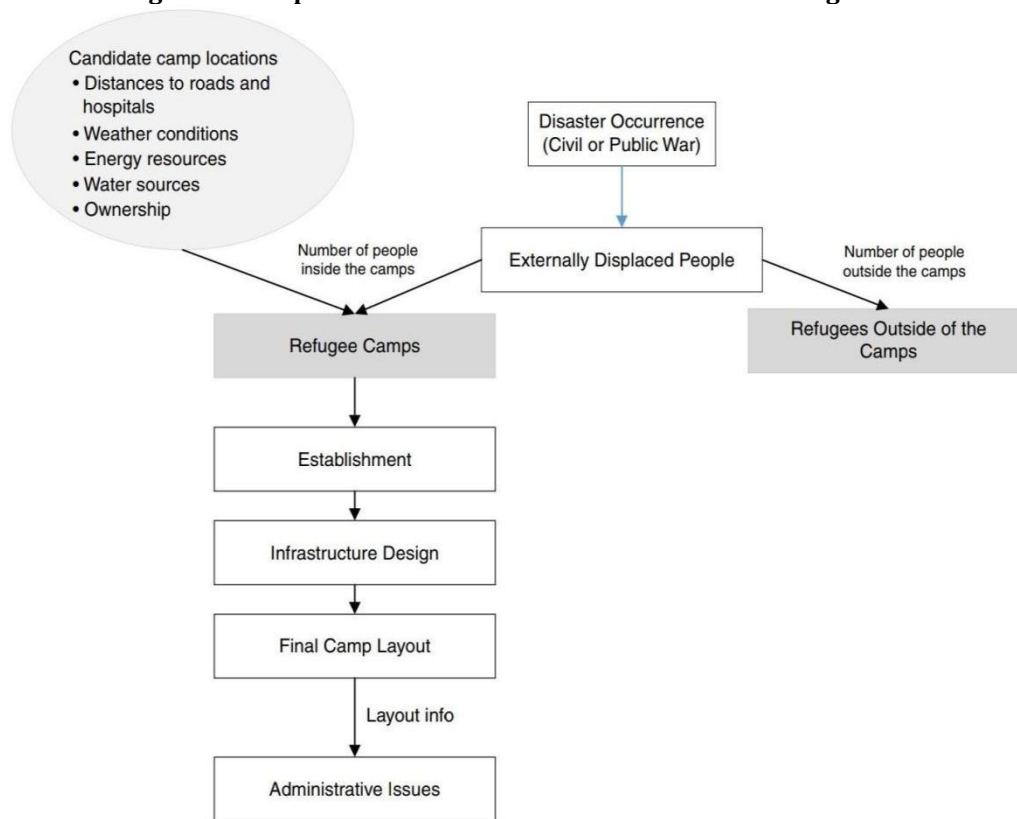 Candidate camp locations
• Distances to roads and
hospitals
• Weather conditions
• Energy resources
• Water sources
• Ownership
Disaster Occurrence
(Civil or Public War)
Number of people
inside the camps
Externally Displaced People
Number of people
outside the camps
Refugee Camps
Refugees Outside of the
Camps
Establishment
Infrastructure Design
Final Camp Layout
Layout info
Administrative Issues